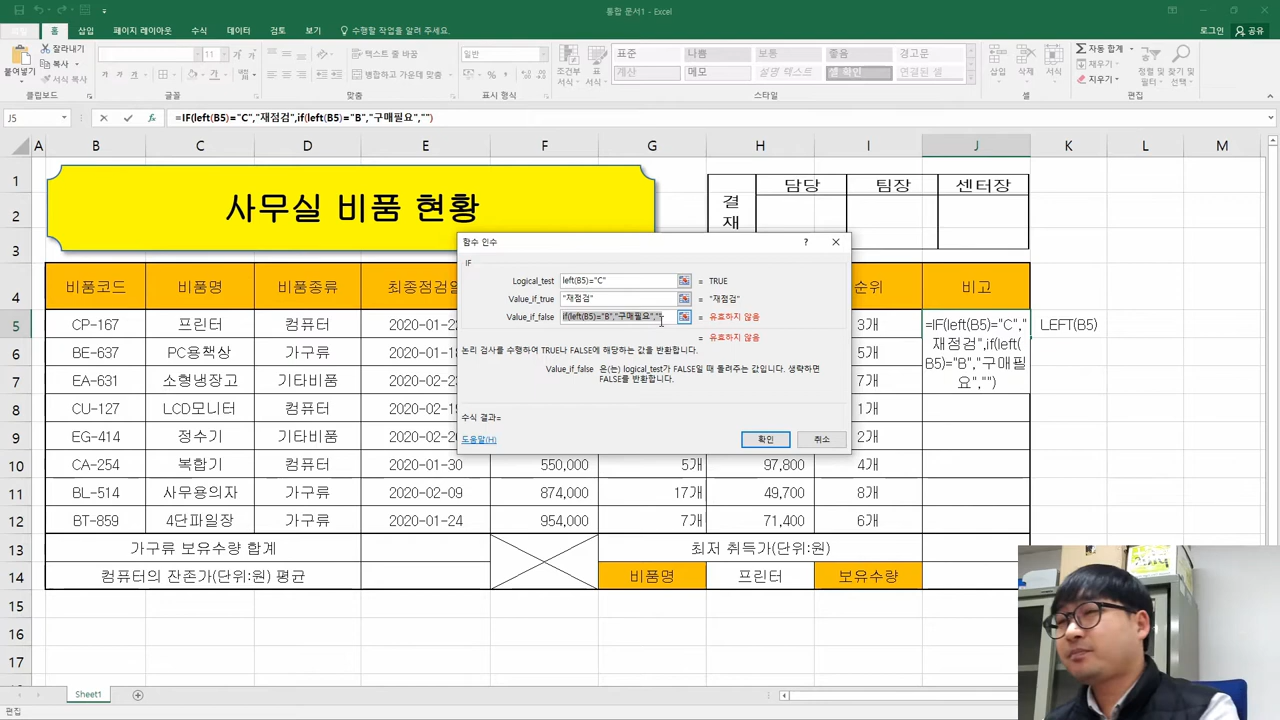 통합 문서1 - Excel
홈 삽입 페이지 레이아웃 수식 데이터 검토 보기 수행할 작업을 알려 주세요. 로그인 공유
붙여넣기 잘라내기 복사 서식 복사 클립보드
11 가 가 텍스트 줄 바꿈 병합하고 가운데 맞춤 글꼴 맞춤
일반 표시 형식 조건부 서식 표 서식
표준 나쁨 보통 좋음 경고문
계산 메모 설명 텍스트 셀 확인 연결된 셀 스타일
삽입 삭제 서식 셀
자동 합계 채우기 지우기 정렬 및 필터 찾기 및 선택 편집
J5 fx =IF(left(B5)="C","재점검",if(left(B5)="B","구매필요","")
A B C D E F G H I J K L M
1 담당 팀장 센터장
2 사무실 비품 현황 결
재
3
4 비품코드 비품명 비품종류 최종점검일 순위 비고
5 CP-167 프린터 컴퓨터 2020-01-22 3개 =IF(left(B5)="C","재점검",if(left(B5)="B","구매필요","") LEFT(B5)
6 BE-637 PC용책상 가구류 5개
7 EA-631 소형냉장고 기타비품 7개
8 CU-127 LCD모니터 컴퓨터 1개
9 EG-414 정수기 기타비품 2개
10 CA-254 복합기 컴퓨터 2020-01-30 550,000 5개 97,800 4개
11 BL-514 사무용의자 가구류 2020-02-09 874,000 17개 49,700 8개
12 BT-859 4단파일장 가구류 2020-01-24 954,000 7개 71,400 6개
13 가구류 보유수량 합계 최저 취득가(단위:원)
14 컴퓨터의 잔존가(단위:원) 평균 비품명 프린터 보유수량
15
16
17
함수 인수 ?
IF
Logical_test left(B5)="C" = TRUE
Value_if_true "재점검" = "재점검"
Value_if_false if(left(B5)="B","구매필요","" = 유효하지 않음
= 유효하지 않음
논리 검사를 수행하여 TRUE나 FALSE에 해당하는 값을 반환합니다.
Value_if_false 은(는) logical_test가 FALSE일 때 돌려주는 값입니다. 생략하면
FALSE를 반환합니다.
수식 결과=
도움말(H) 확인 취소
Sheet1
편집